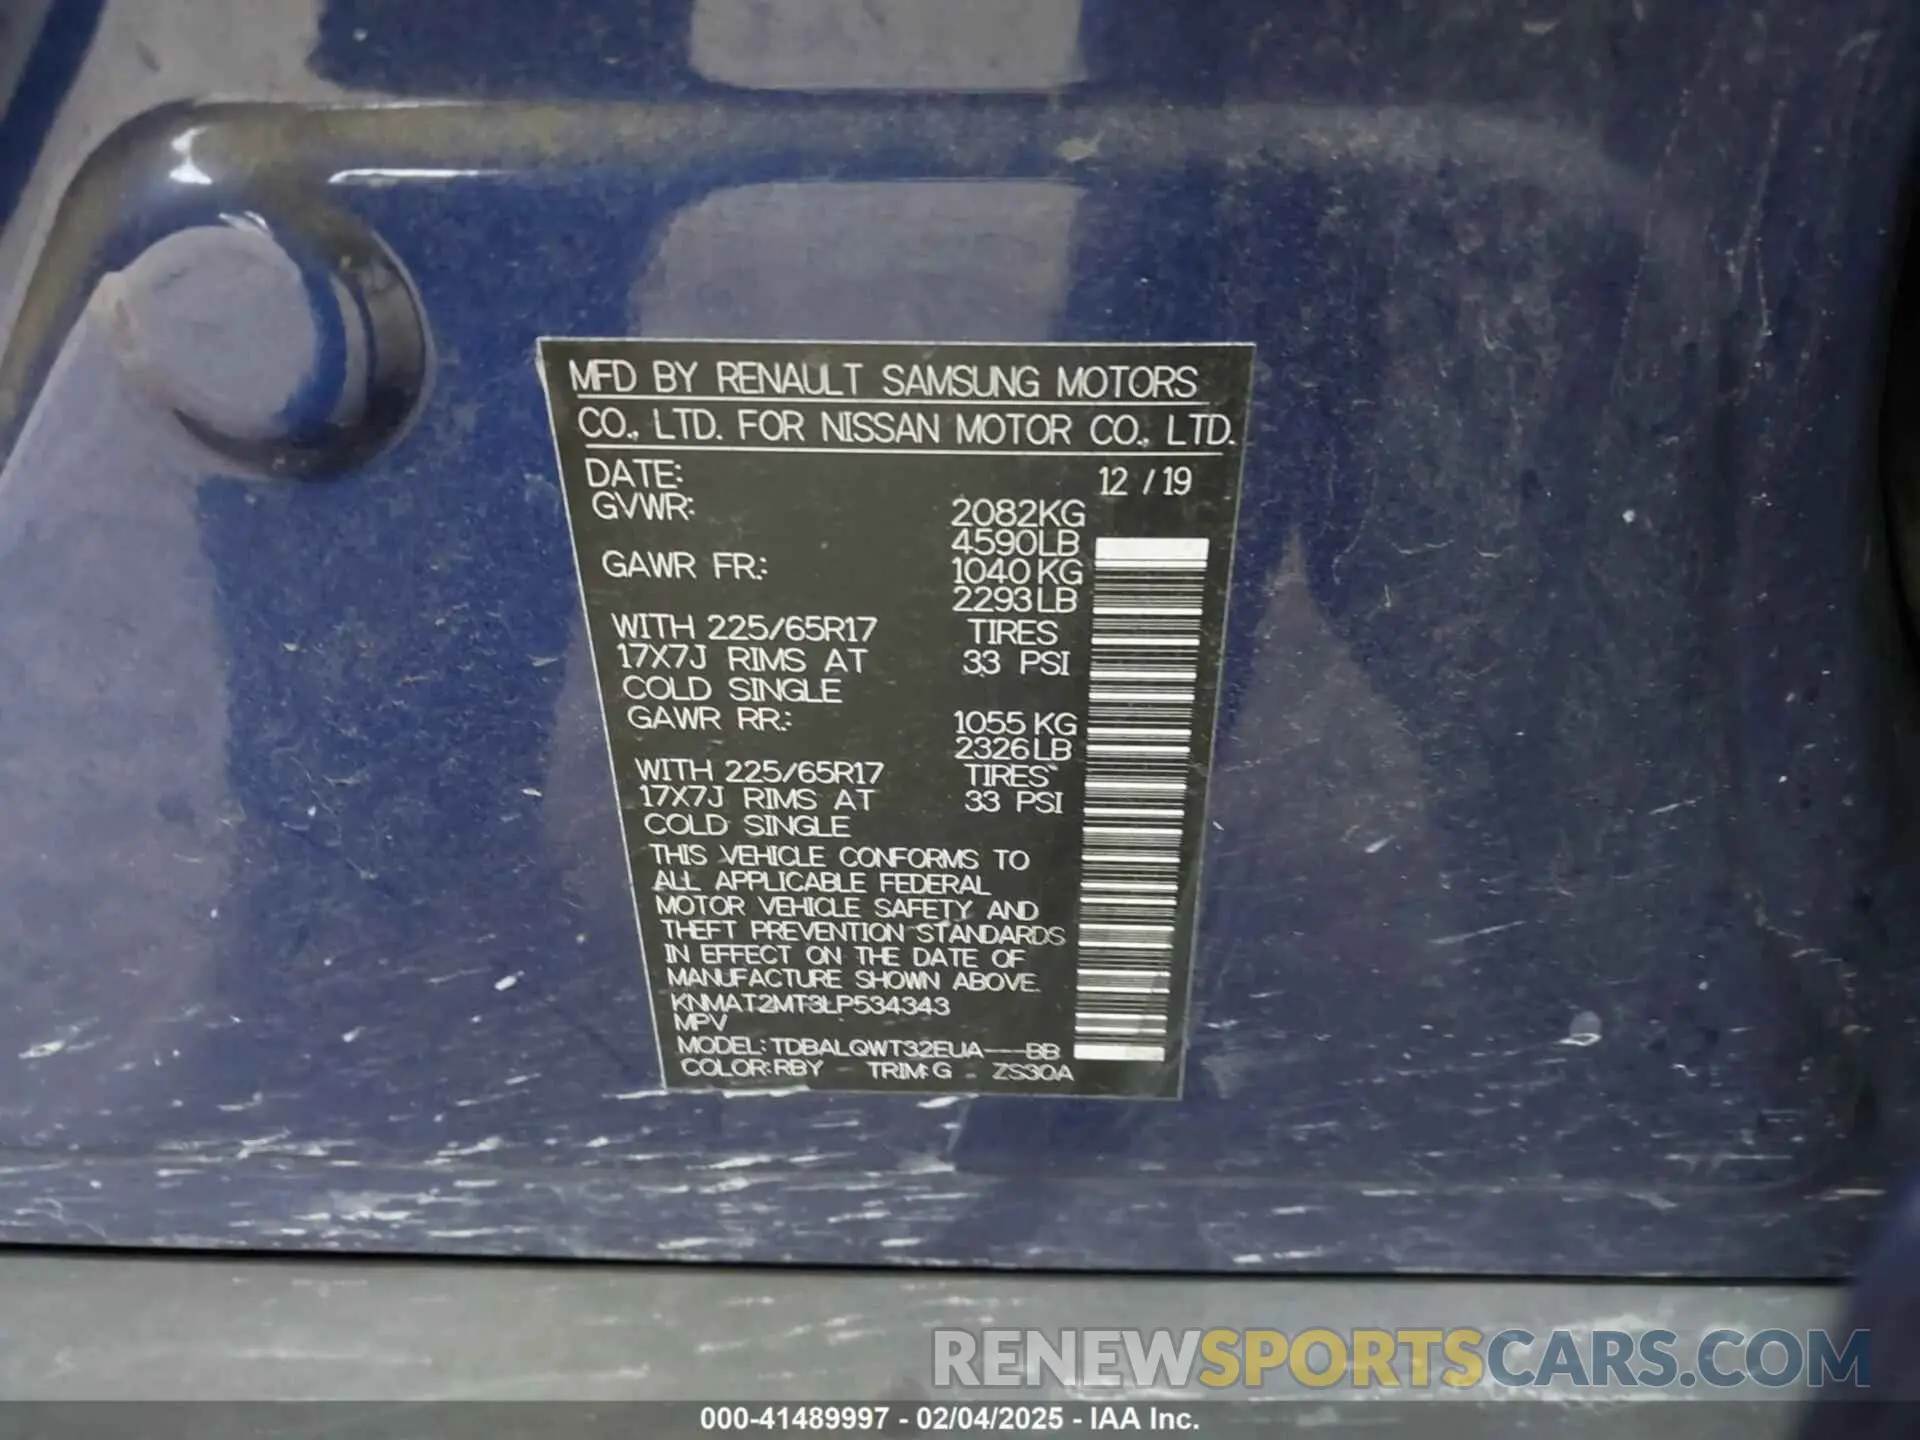 MFD BY RENAULT SAMSUNG MOTORS
CO., LTD. FOR NISSAN MOTOR CO., LTD.
DATE: 12 / 19
GVWR: 2082KG
4590LB
GAWR FR.: 1040 KG
2293LB
WITH 225/65R17 TIRES
17X7J RIMS AT 33 PSI
COLD SINGLE
GAWR RR.: 1055 KG
2326LB
WITH 225/65R17 TIRES
17X7J RIMS AT 33 PSI
COLD SINGLE
THIS VEHICLE CONFORMS TO
ALL APPLICABLE FEDERAL
MOTOR VEHICLE SAFETY AND
THEFT PREVENTION STANDARDS
IN EFFECT ON THE DATE OF
MANUFACTURE SHOWN ABOVE.
KNMAT2MT3LP534343
MPV
MODEL: TDBALQWT32EUA---BB
COLOR: RBY TRIM: G ZS30A
RENEWSPORTSCARS.COM
000-41489997 - 02/04/2025 - IAA Inc.